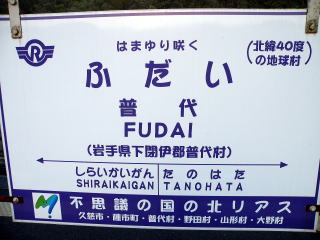 はまゆり咲く
(北緯40度の地球村)
ふだい
普代
FUDAI
(岩手県下閉伊郡普代村)
しらいかいがん たのはた
SHIRAIKAIGAN TANOHATA
不思議の国の北リアス
久慈市・種市町・普代村・野田村・山形村・大野村